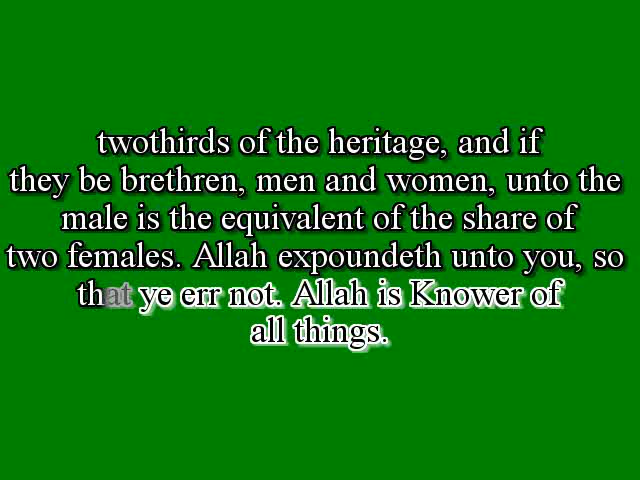 twothirds of the heritage, and if
they be brethren, men and women, unto the
male is the equivalent of the share of
two females. Allah expoundeth unto you, so
that ye err not. Allah is Knower of
all things.